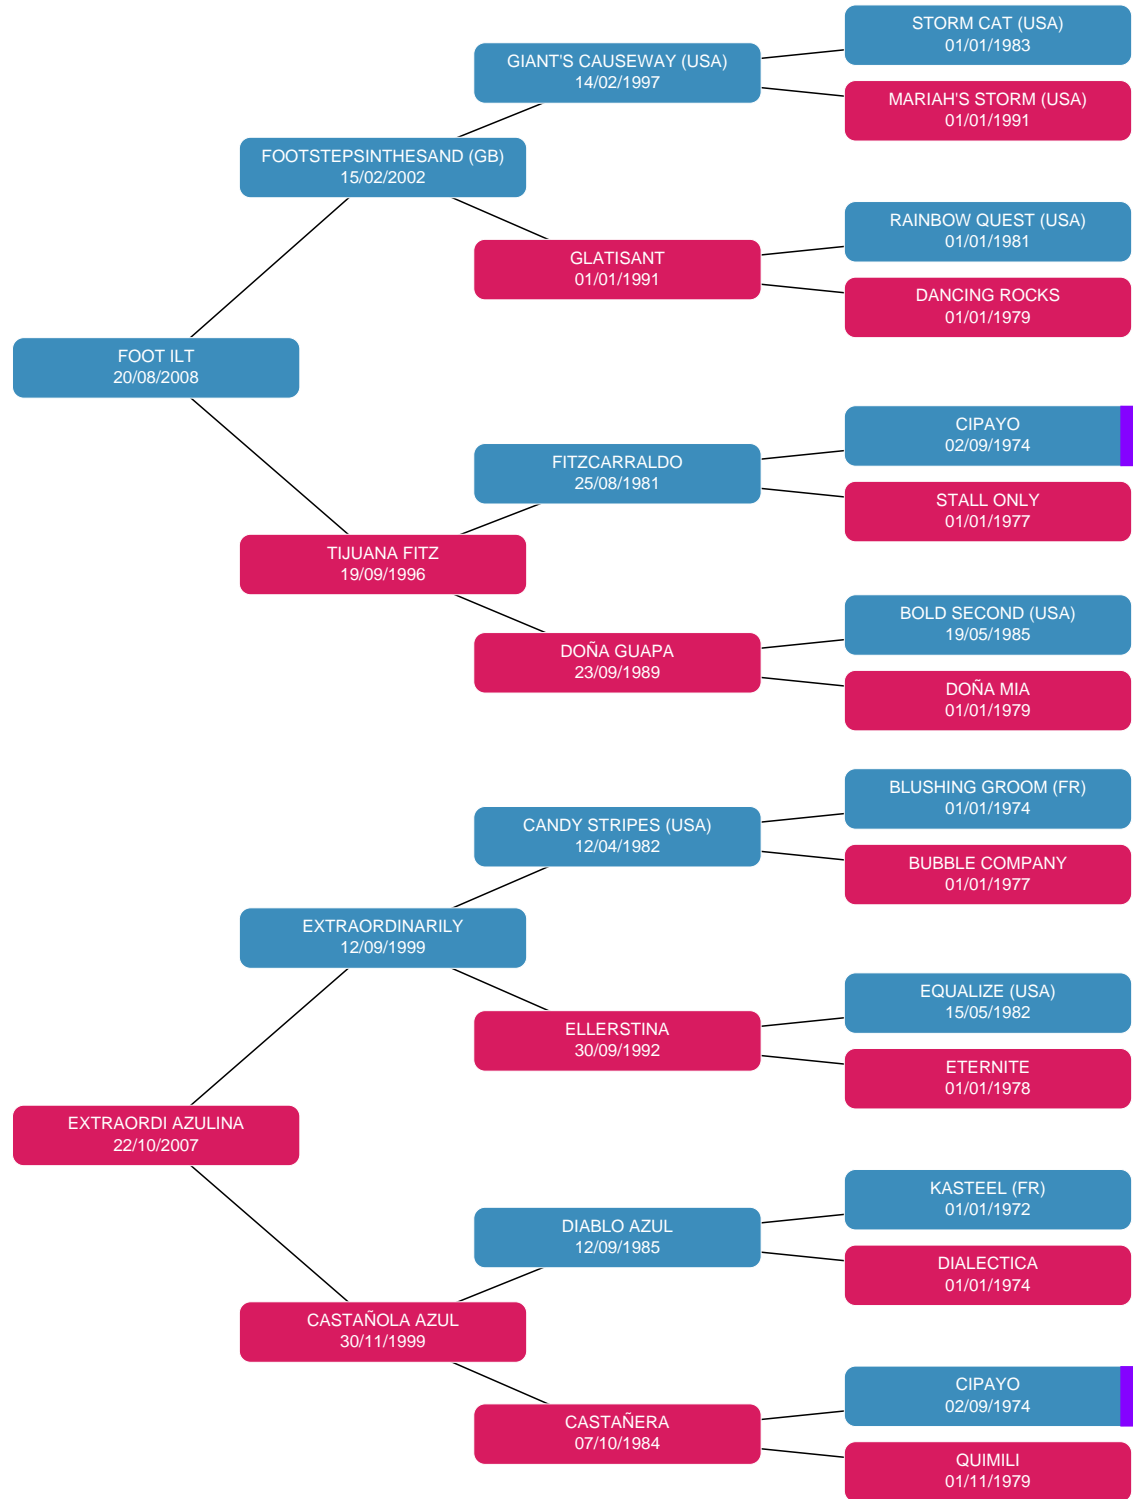 STORM CAT (USA)
01/01/1983
GIANT'S CAUSEWAY (USA)
14/02/1997
MARIAH'S STORM (USA)
01/01/1991
FOOTSTEPSINTHESAND (GB)
15/02/2002
RAINBOW QUEST (USA)
01/01/1981
GLATISANT
01/01/1991
DANCING ROCKS
01/01/1979
FOOT ILT
20/08/2008
CIPAYO
02/09/1974
FITZCARRALDO
25/08/1981
STALL ONLY
01/01/1977
TIJUANA FITZ
19/09/1996
BOLD SECOND (USA)
19/05/1985
DOÑA GUAPA
23/09/1989
DOÑA MIA
01/01/1979
BLUSHING GROOM (FR)
01/01/1974
CANDY STRIPES (USA)
12/04/1982
BUBBLE COMPANY
01/01/1977
EXTRAORDINARILY
12/09/1999
EQUALIZE (USA)
15/05/1982
ELLERSTINA
30/09/1992
ETERNITE
01/01/1978
EXTRAORDI AZULINA
22/10/2007
KASTEEL (FR)
01/01/1972
DIABLO AZUL
12/09/1985
DIALECTICA
01/01/1974
CASTAÑOLA AZUL
30/11/1999
CIPAYO
02/09/1974
CASTAÑERA
07/10/1984
QUIMILI
01/11/1979